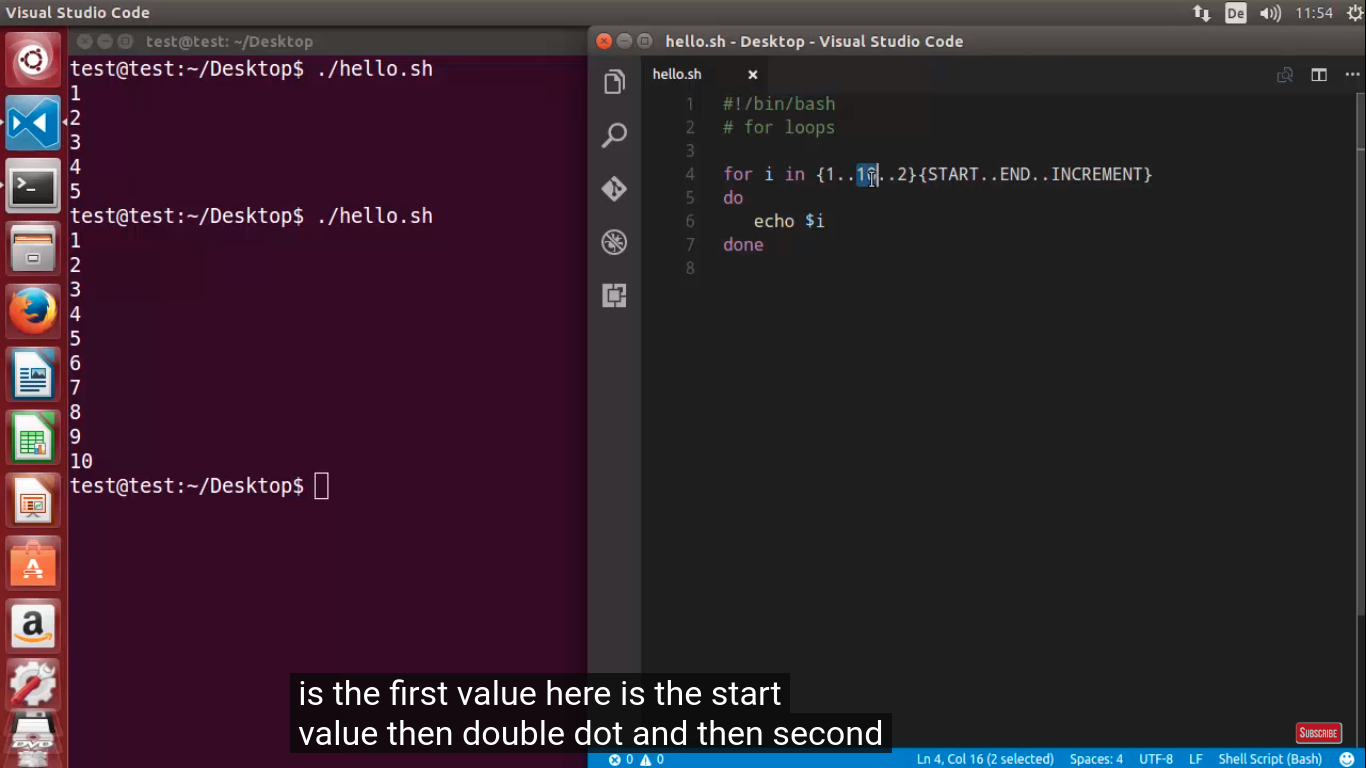 Visual Studio Code
De
11:54
test@test: ~/Desktop
test@test:~/Desktop$ ./hello.sh
1
2
3
4
5
test@test:~/Desktop$ ./hello.sh
1
2
3
4
5
6
7
8
9
10
test@test:~/Desktop$
hello.sh - Desktop - Visual Studio Code
hello.sh
1 #!/bin/bash
2 # for loops
3
4 for i in {1..10..2}{START..END..INCREMENT}
5 do
6 echo $i
7 done
8
is the first value here is the start
value then double dot and then second
SUBSCRIBE
0 0
Ln 4, Col 16 (2 selected) Spaces: 4 UTF-8 LF Shell Script (Bash)
DVD